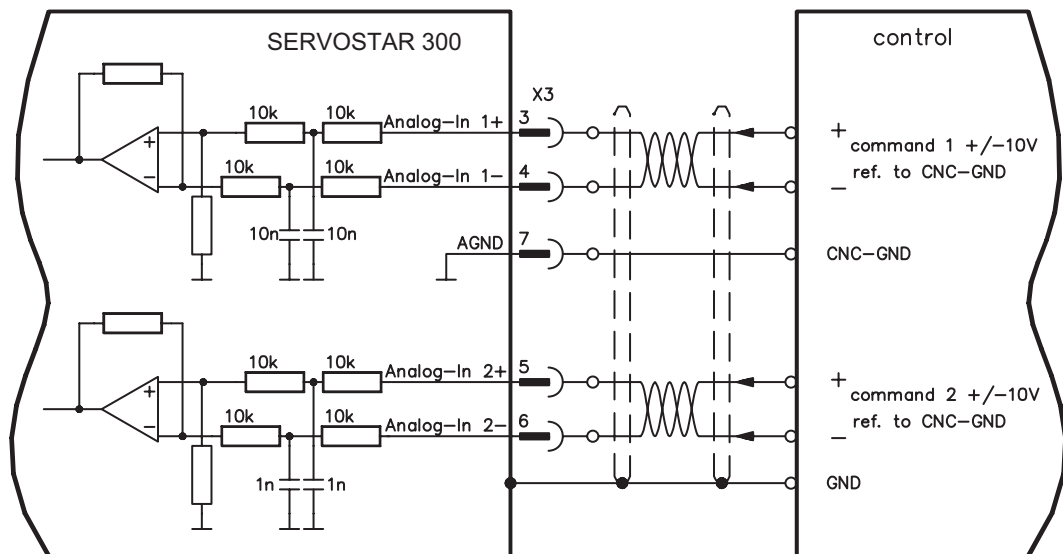 SERVOSTAR 300
control
X3
10k
10k
Analog-In 1+
3
+
-
10k
10k
Analog-In 1-
4
+
command 1 +/-10V
ref. to CNC-GND
-
10n
10n
AGND
7
CNC-GND
10k
10k
Analog-In 2+
5
+
-
10k
10k
Analog-In 2-
6
+
command 2 +/-10V
ref. to CNC-GND
-
1n
1n
GND